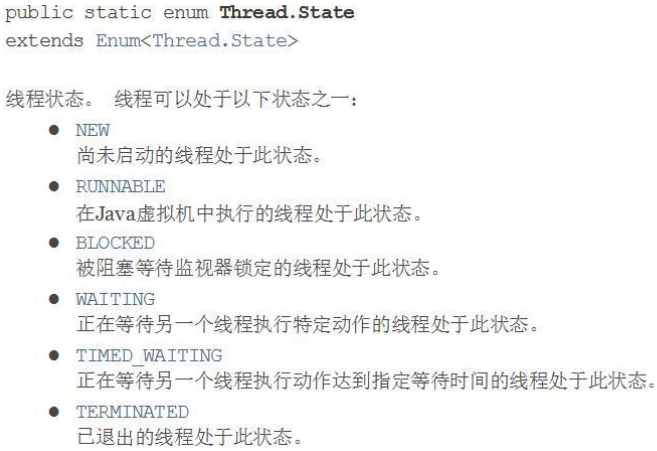 public static enum Thread.State
extends Enum<Thread.State>
线程状态。 线程可以处于以下状态之一:
● NEW
尚未启动的线程处于此状态。
● RUNNABLE
在Java虚拟机中执行的线程处于此状态。
● BLOCKED
被阻塞等待监视器锁定的线程处于此状态。
● WAITING
正在等待另一个线程执行特定动作的线程处于此状态。
● TIMED_WAITING
正在等待另一个线程执行动作达到指定等待时间的线程处于此状态。
● TERMINATED
已退出的线程处于此状态。